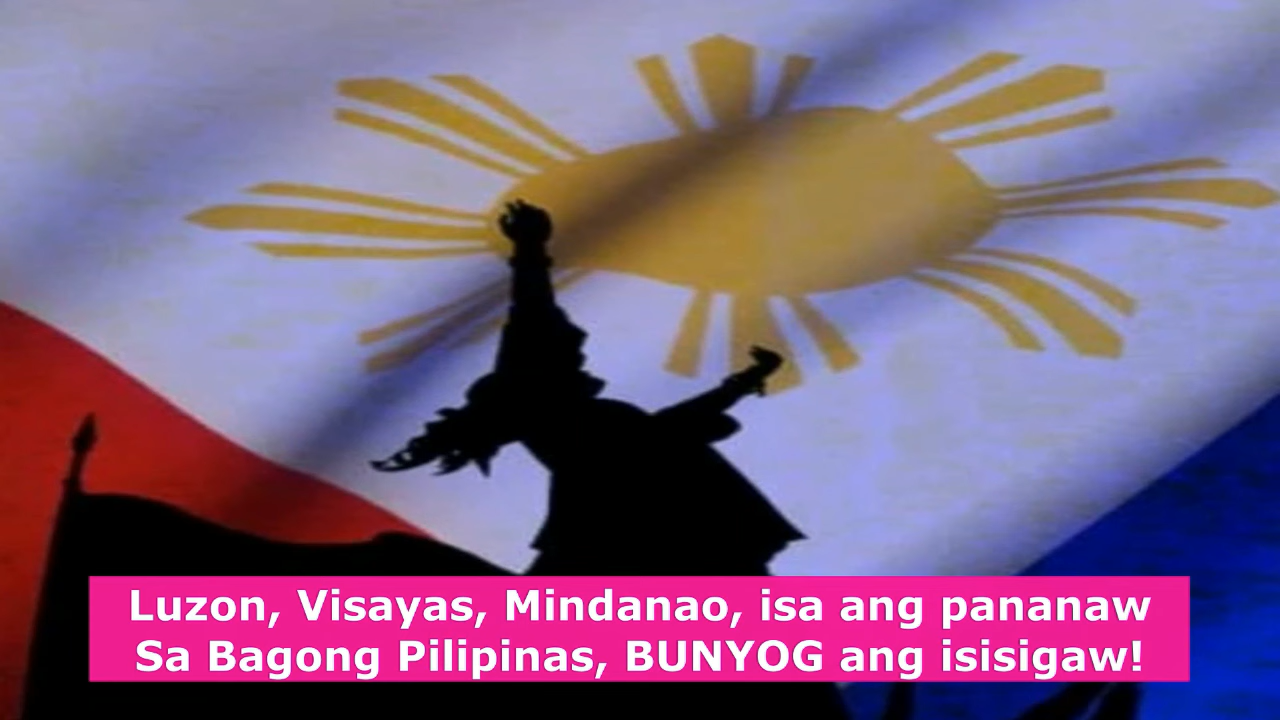 Luzon, Visayas, Mindanao, isa ang pananaw
Sa Bagong Pilipinas, BUNYOG ang isisigaw!